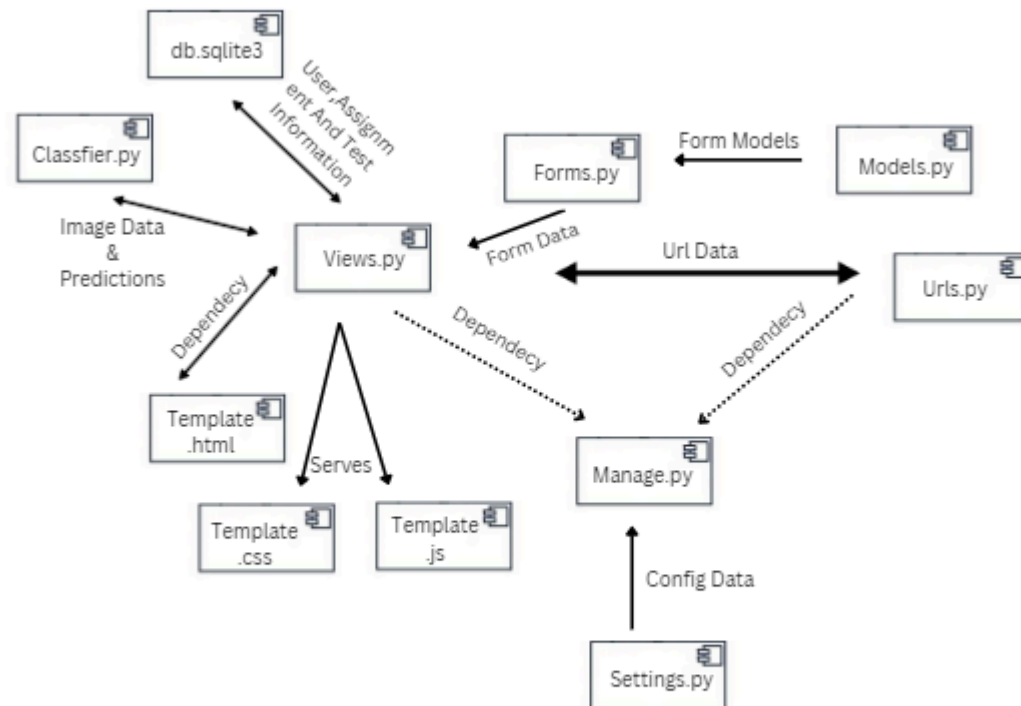 db.sqlite3
User,Assignm
ent And Test
Information
Classfier.py
Form Models
Forms.py
Models.py
Image Data
&
Predictions
Views.py
Form Data
Url Data
Urls.py
Dependecy
Dependecy
Dependecy
Template
.html
Serves
Manage.py
Template
.css
Template
.js
Config Data
Settings.py